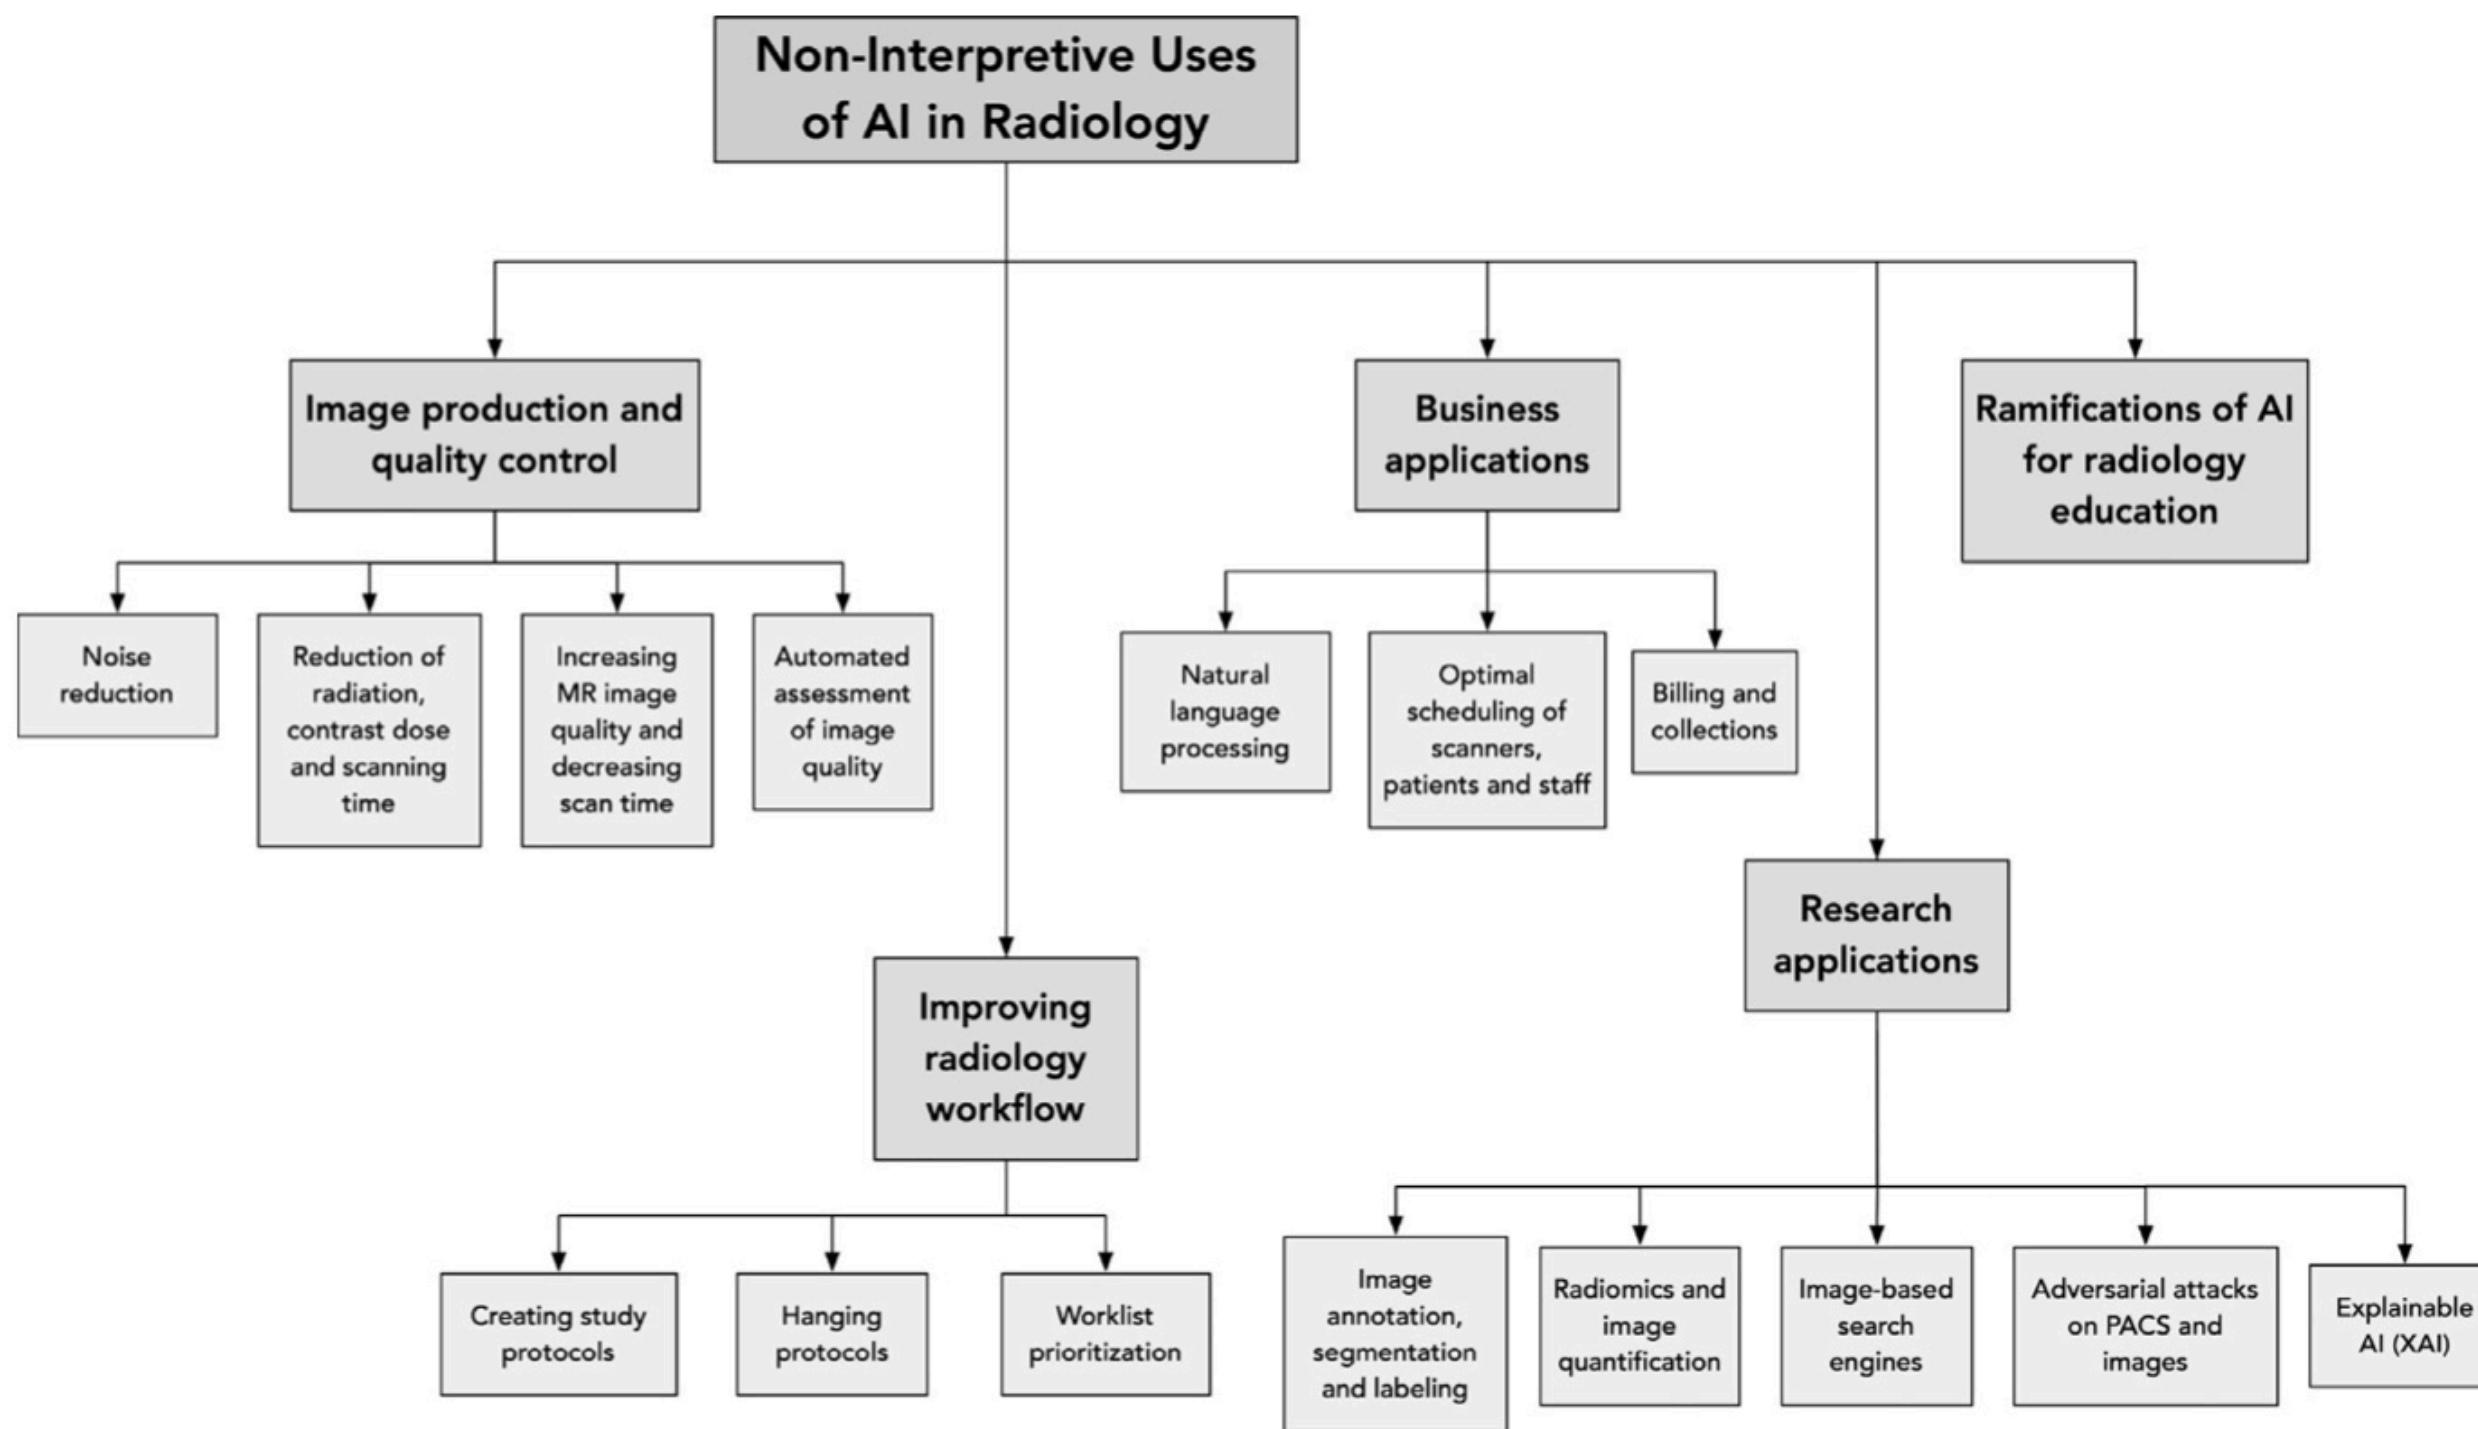 Non-Interpretive Uses
of AI in Radiology
Image production and
quality control
Business
applications
Ramifications of AI
for radiology
education
Noise
reduction
Reduction of
radiation,
contrast dose
and scanning
time
Increasing
MR image
quality and
decreasing
scan time
Automated
assessment
of image
quality
Natural
language
processing
Optimal
scheduling of
scanners,
patients and staff
Billing and
collections
Research
applications
Improving
radiology
workflow
Creating study
protocols
Hanging
protocols
Worklist
prioritization
Image
annotation,
segmentation
and labeling
Radiomics and
image
quantification
Image-based
search
engines
Adversarial attacks
on PACS and
images
Explainable
AI (XAI)